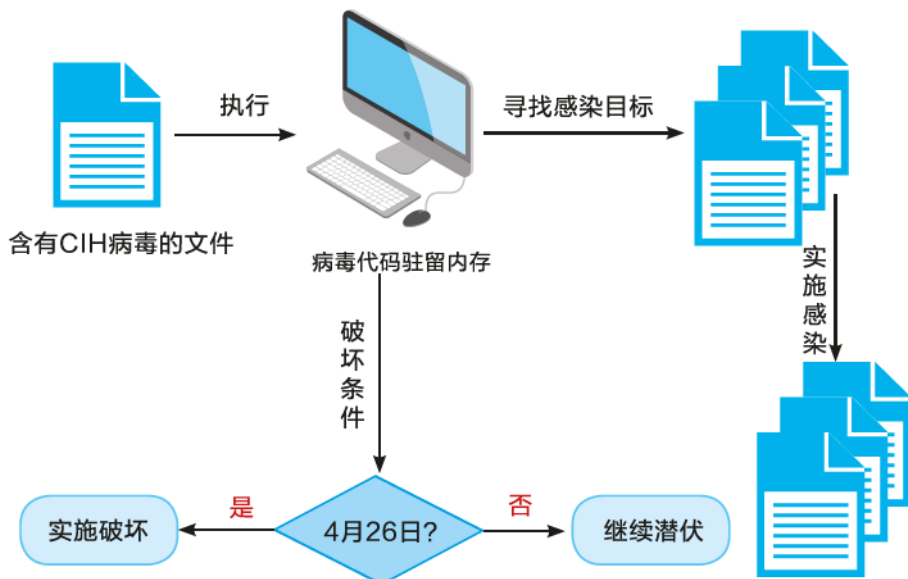 执行
寻找感染目标
含有CIH病毒的文件
病毒代码驻留内存
实施感染
破坏条件
是
否
实施破坏
4月26日?
继续潜伏